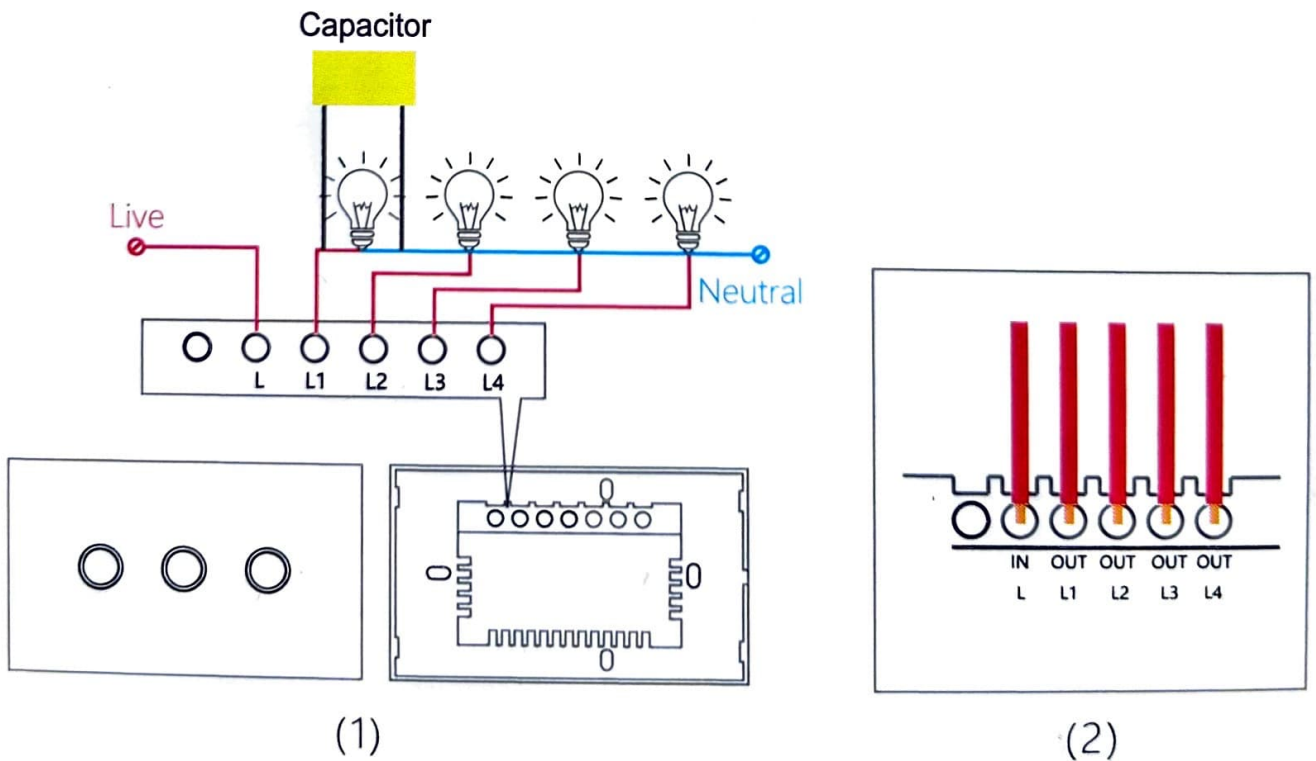 Capacitor
Live
Neutral
L L1 L2 L3 L4
IN OUT OUT OUT OUT
L L1 L2 L3 L4
(1)
(2)